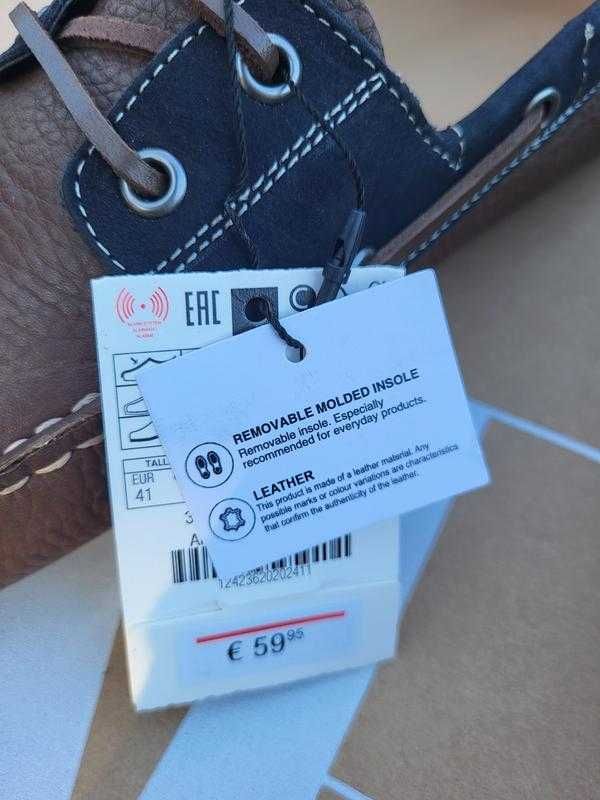 EAC
TALL
EUR
41
3
A
12423620202411
€ 59 95
REMOVABLE MOLDED INSOLE
Removable insole. Especially
recommended for everyday products.
LEATHER
This product is made of a leather material. Any
possible marks or colour variations are characteristics
that confirm the authenticity of the leather.